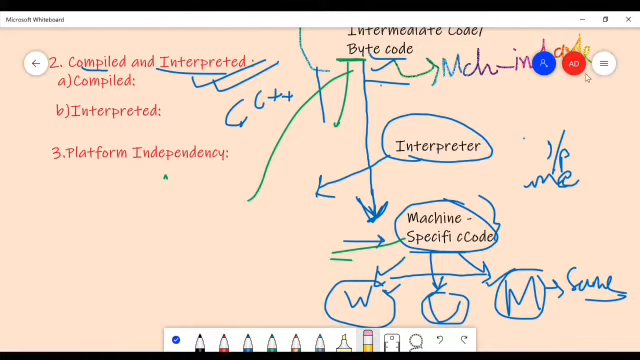 Microsoft Whiteboard
Intermediate Code/
Byte code
2. Compiled and Interpreted :
a)Compiled:
C C++
b)Interpreted:
3.Platform Independency:
AD
Interpreter
Machine -
Specifi cCode
W
U
M
Same